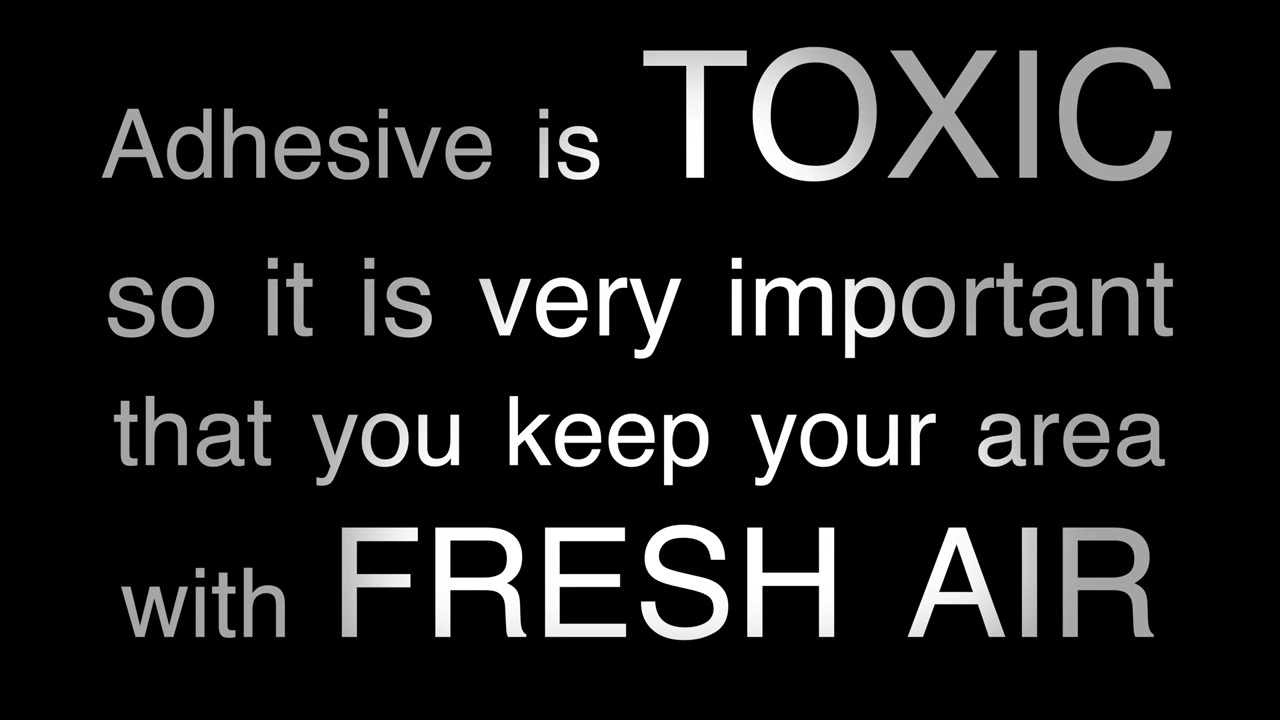 Adhesive is TOXIC
so it is very important
that you keep your area
with FRESH AIR